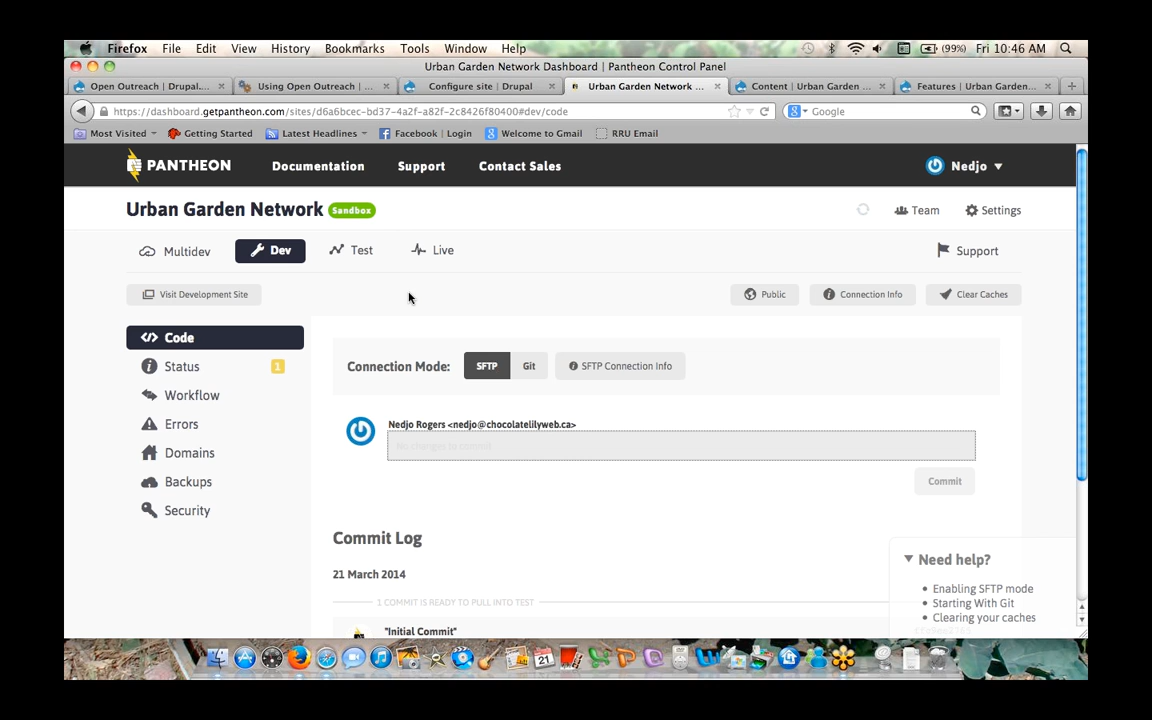 Firefox File Edit View History Bookmarks Tools Window Help (99%) Fri 10:46 AM
Urban Garden Network Dashboard | Pantheon Control Panel
Open Outreach | Drupal.... × Using Open Outreach | ... × Configure site | Drupal × Urban Garden Network ... × Content | Urban Garden ... × Features | Urban Garden... × +
https://dashboard.getpantheon.com/sites/d6a6bcec-bd37-4a2f-a82f-2c8426f80400#dev/code Google
Most Visited Getting Started Latest Headlines Facebook | Login Welcome to Gmail RRU Email
PANTHEON Documentation Support Contact Sales Nedjo
Urban Garden Network Sandbox Team Settings
Multidev Dev Test Live Support
Visit Development Site Public Connection Info Clear Caches
Code
Status 1
Workflow
Errors
Domains
Backups
Security
Connection Mode: SFTP Git SFTP Connection Info
Nedjo Rogers <nedjo@chocolatelilyweb.ca>
No changes to commit
Commit
Commit Log
21 March 2014
1 COMMIT IS READY TO PULL INTO TEST
"Initial Commit"
Need help?
Enabling SFTP mode
Starting With Git
Clearing your caches
21